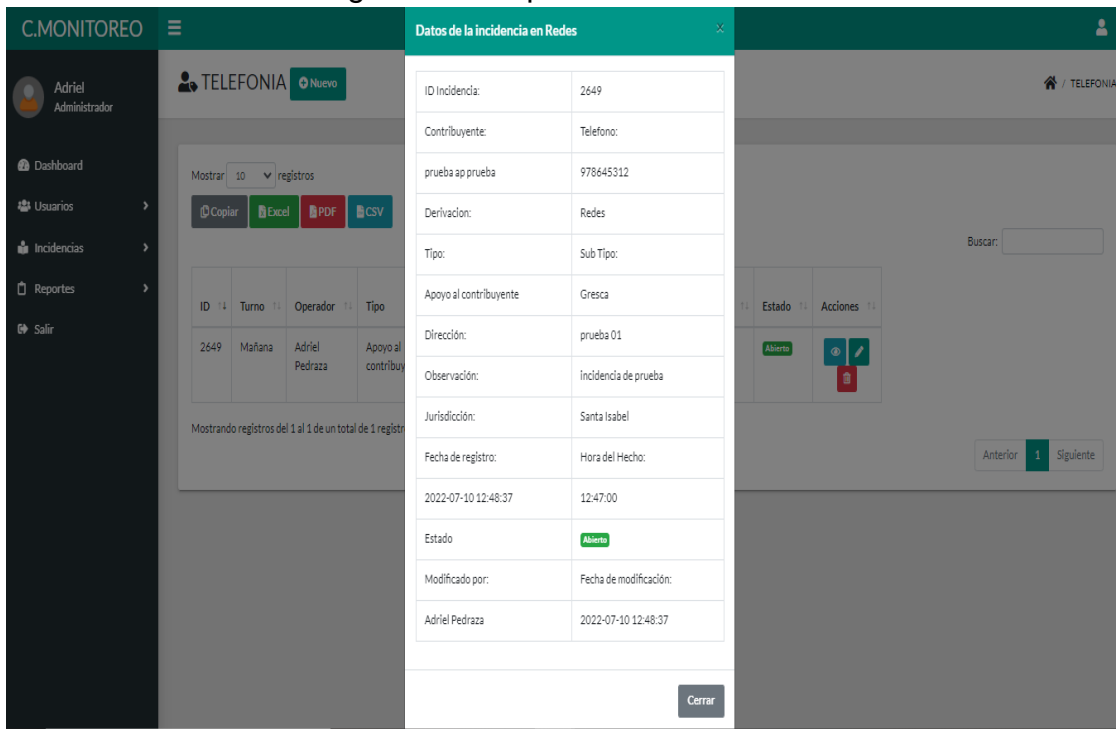 C.MONITOREO
Adriel
Administrador
Dashboard
Usuarios
Incidencias
Reportes
Salir
TELEFONIA Nuevo
/ TELEFONIA
Mostrar 10 registros
Copiar Excel PDF CSV
Buscar:
ID Turno Operador Tipo Estado Acciones
2649 Mañana Adriel Pedraza Apoyo al contribuy Abierto
Mostrando registros del 1 al 1 de un total de 1 registr
Anterior 1 Siguiente
Datos de la incidencia en Redes ×
ID Incidencia: 2649
Contribuyente: Telefono:
prueba ap prueba 978645312
Derivacion: Redes
Tipo: Sub Tipo:
Apoyo al contribuyente Gresca
Dirección: prueba 01
Observación: incidencia de prueba
Jurisdicción: Santa Isabel
Fecha de registro: Hora del Hecho:
2022-07-10 12:48:37 12:47:00
Estado Abierto
Modificado por: Fecha de modificación:
Adriel Pedraza 2022-07-10 12:48:37
Cerrar